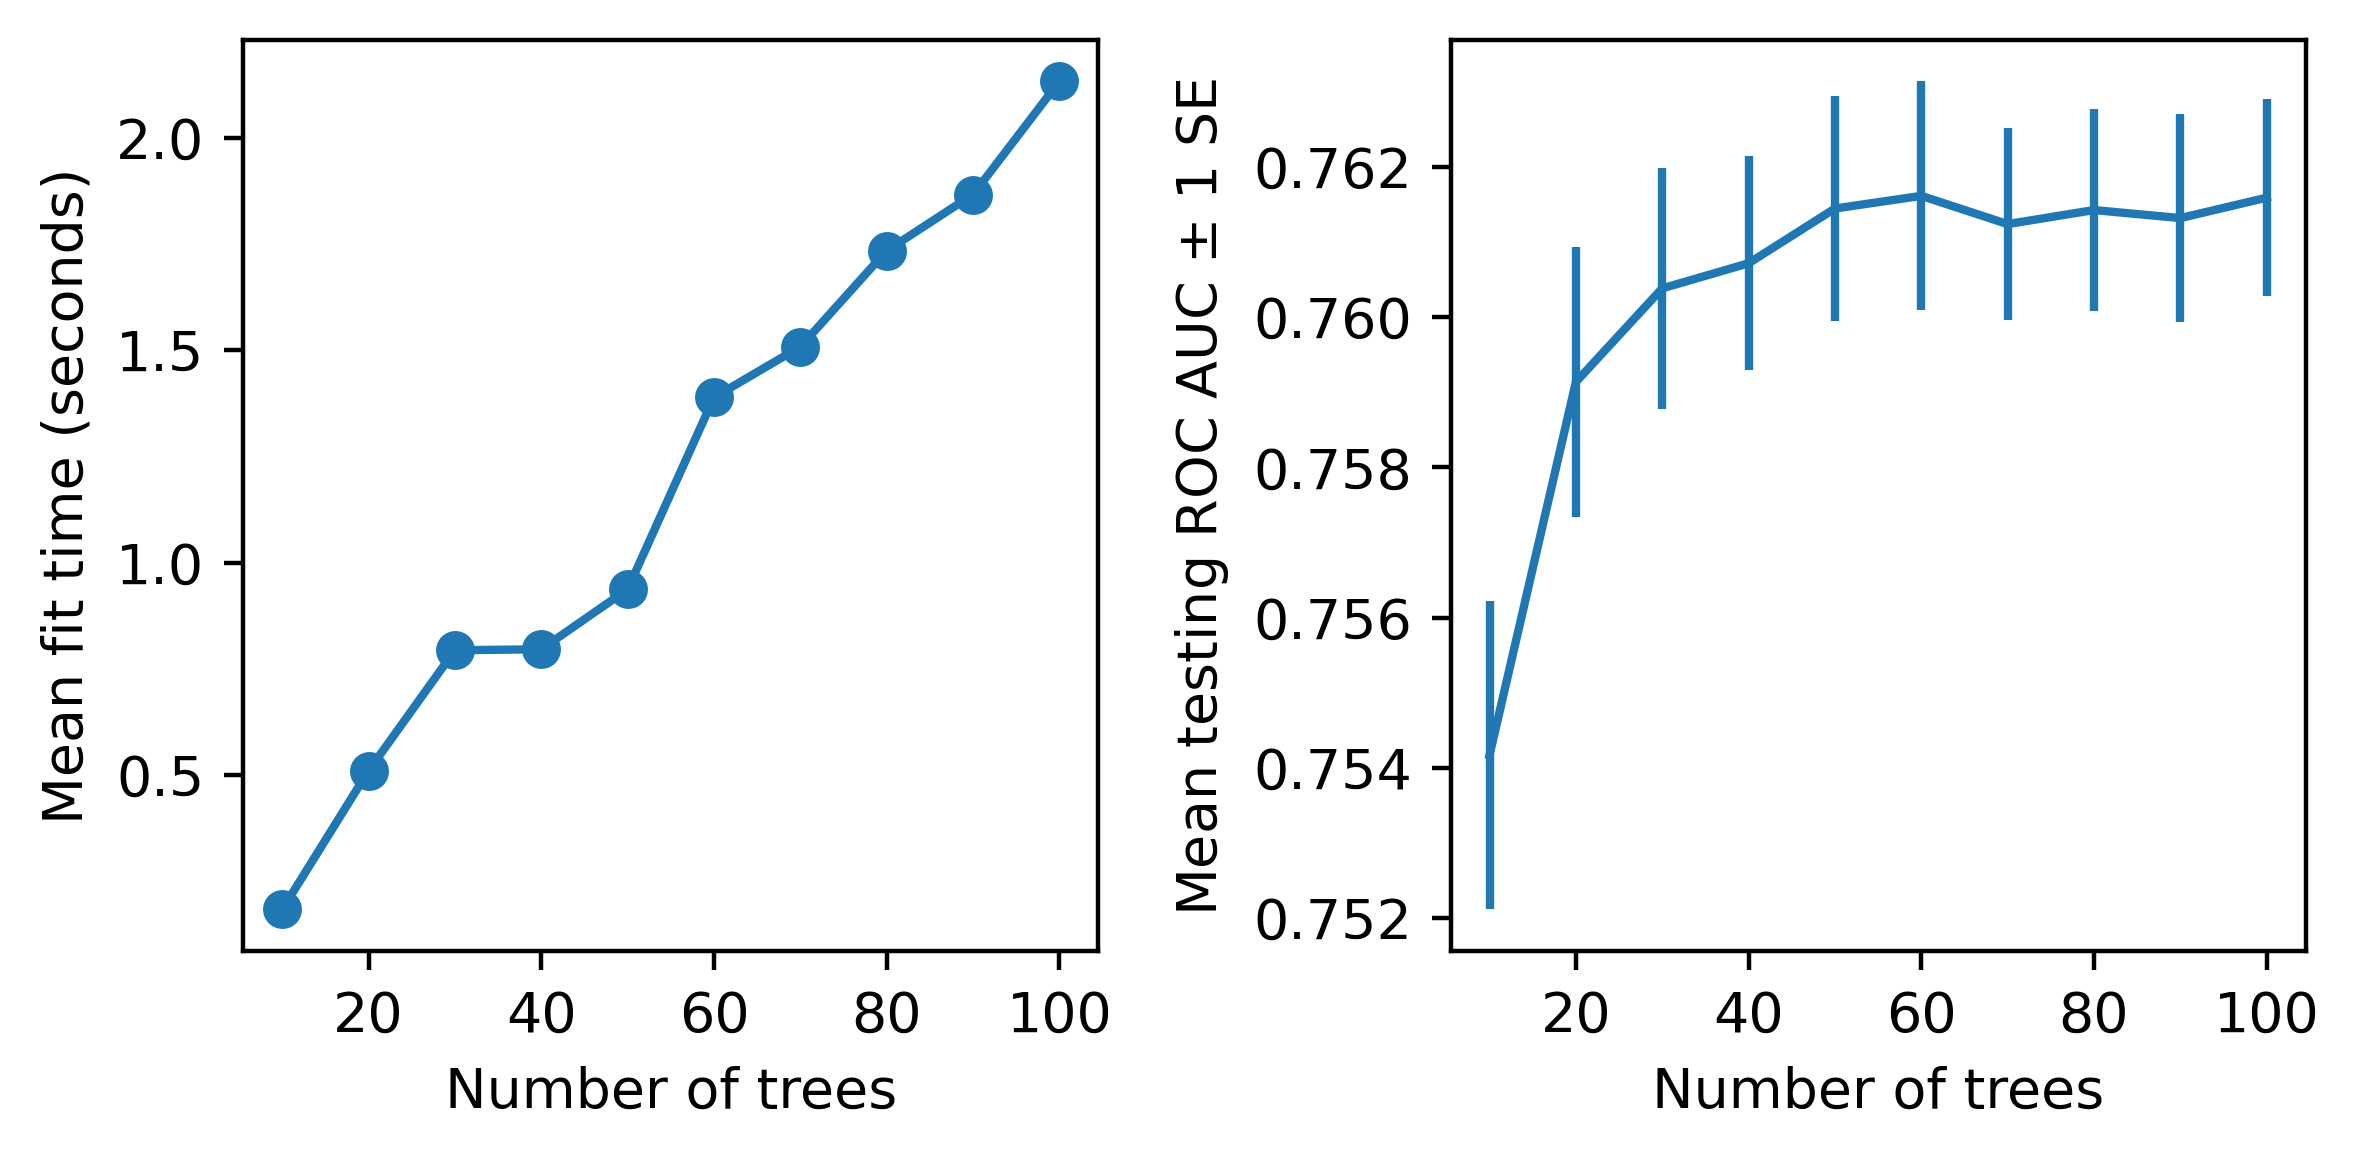 Mean fit time (seconds)
2.0
1.5
1.0
0.5
20 40 60 80 100
Number of trees
Mean testing ROC AUC ± 1 SE
0.762
0.760
0.758
0.756
0.754
0.752
20 40 60 80 100
Number of trees